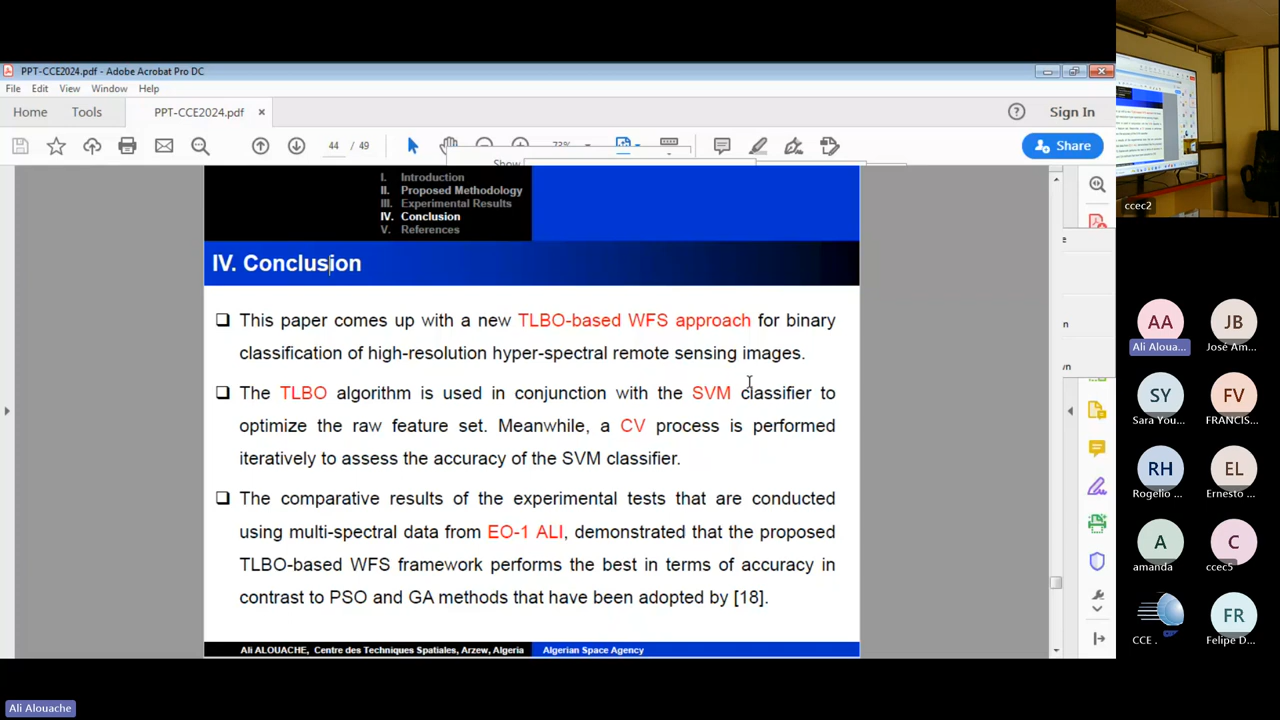 PPT-CCE2024.pdf - Adobe Acrobat Pro DC
File Edit View Window Help
Home Tools PPT-CCE2024.pdf × ? Sign In
44 / 49 73% Share
Show
I. Introduction
II. Proposed Methodology
III. Experimental Results
IV. Conclusion
V. References
IV. Conclusion
This paper comes up with a new TLBO-based WFS approach for binary
classification of high-resolution hyper-spectral remote sensing images.
The TLBO algorithm is used in conjunction with the SVM classifier to
optimize the raw feature set. Meanwhile, a CV process is performed
iteratively to assess the accuracy of the SVM classifier.
The comparative results of the experimental tests that are conducted
using multi-spectral data from EO-1 ALI, demonstrated that the proposed
TLBO-based WFS framework performs the best in terms of accuracy in
contrast to PSO and GA methods that have been adopted by [18].
Ali ALOUACHE, Centre des Techniques Spatiales, Arzew, Algeria Algerian Space Agency
Ali Alouache
ccec2
AA JB
Ali Aloua... José Am...
SY FV
Sara You... FRANCIS...
RH EL
Rogelio ... Ernesto ...
A C
amanda ccec5
FR
CCE . Felipe D...